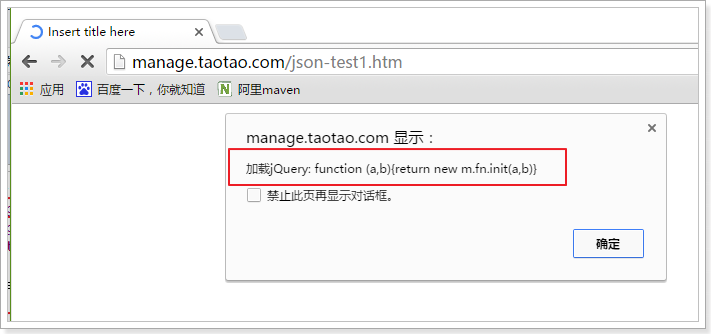 Insert title here
manage.taotao.com/json-test1.htm
应用 百度一下，你就知道 阿里maven
manage.taotao.com 显示：
加载jQuery: function (a,b){return new m.fn.init(a,b)}
禁止此页再显示对话框。
确定